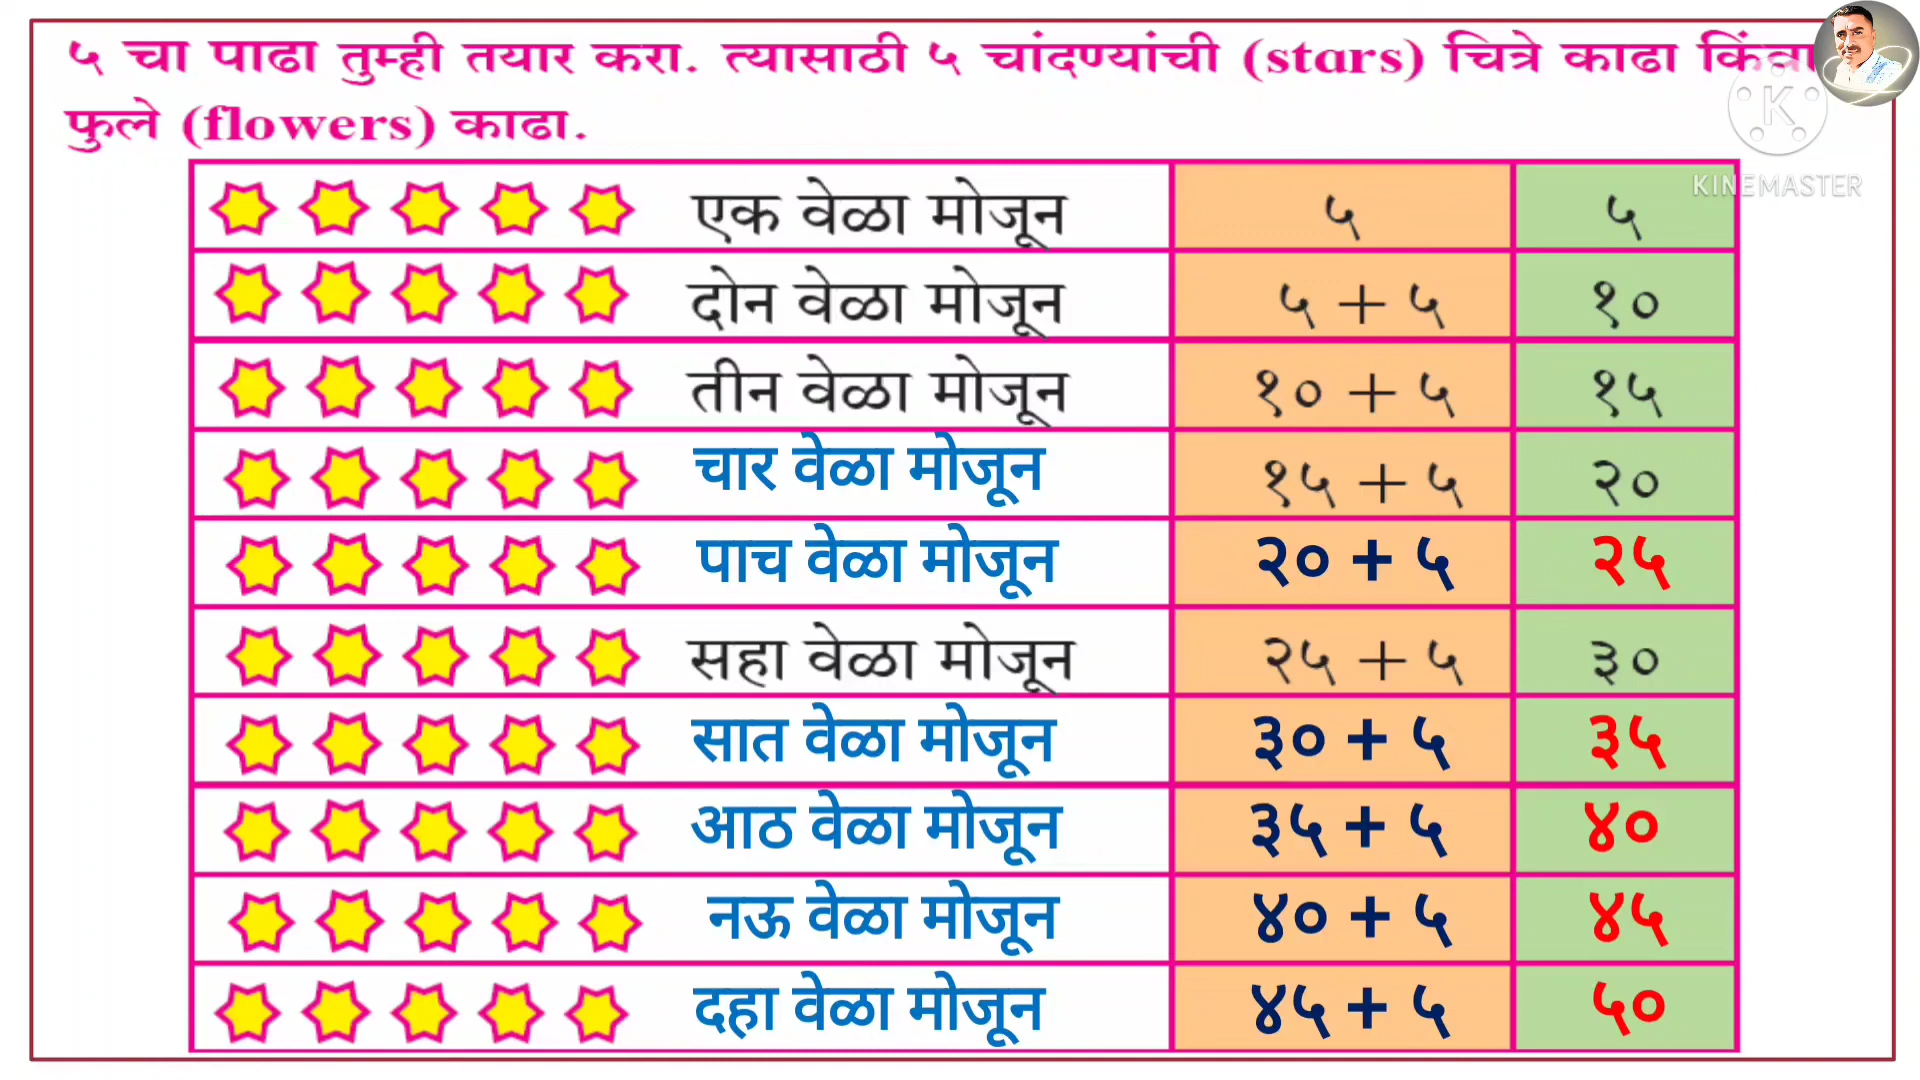 ५ चा पाढा तुम्ही तयार करा. त्यासाठी ५ चांदण्यांची (stars) चित्रे काढा किंवा
फुले (flowers) काढा.
KINEMASTER
एक वेळा मोजून ५ ५
दोन वेळा मोजून ५ + ५ १०
तीन वेळा मोजून १० + ५ १५
चार वेळा मोजून १५ + ५ २०
पाच वेळा मोजून २० + ५ २५
सहा वेळा मोजून २५ + ५ ३०
सात वेळा मोजून ३० + ५ ३५
आठ वेळा मोजून ३५ + ५ ४०
नऊ वेळा मोजून ४० + ५ ४५
दहा वेळा मोजून ४५ + ५ ५०